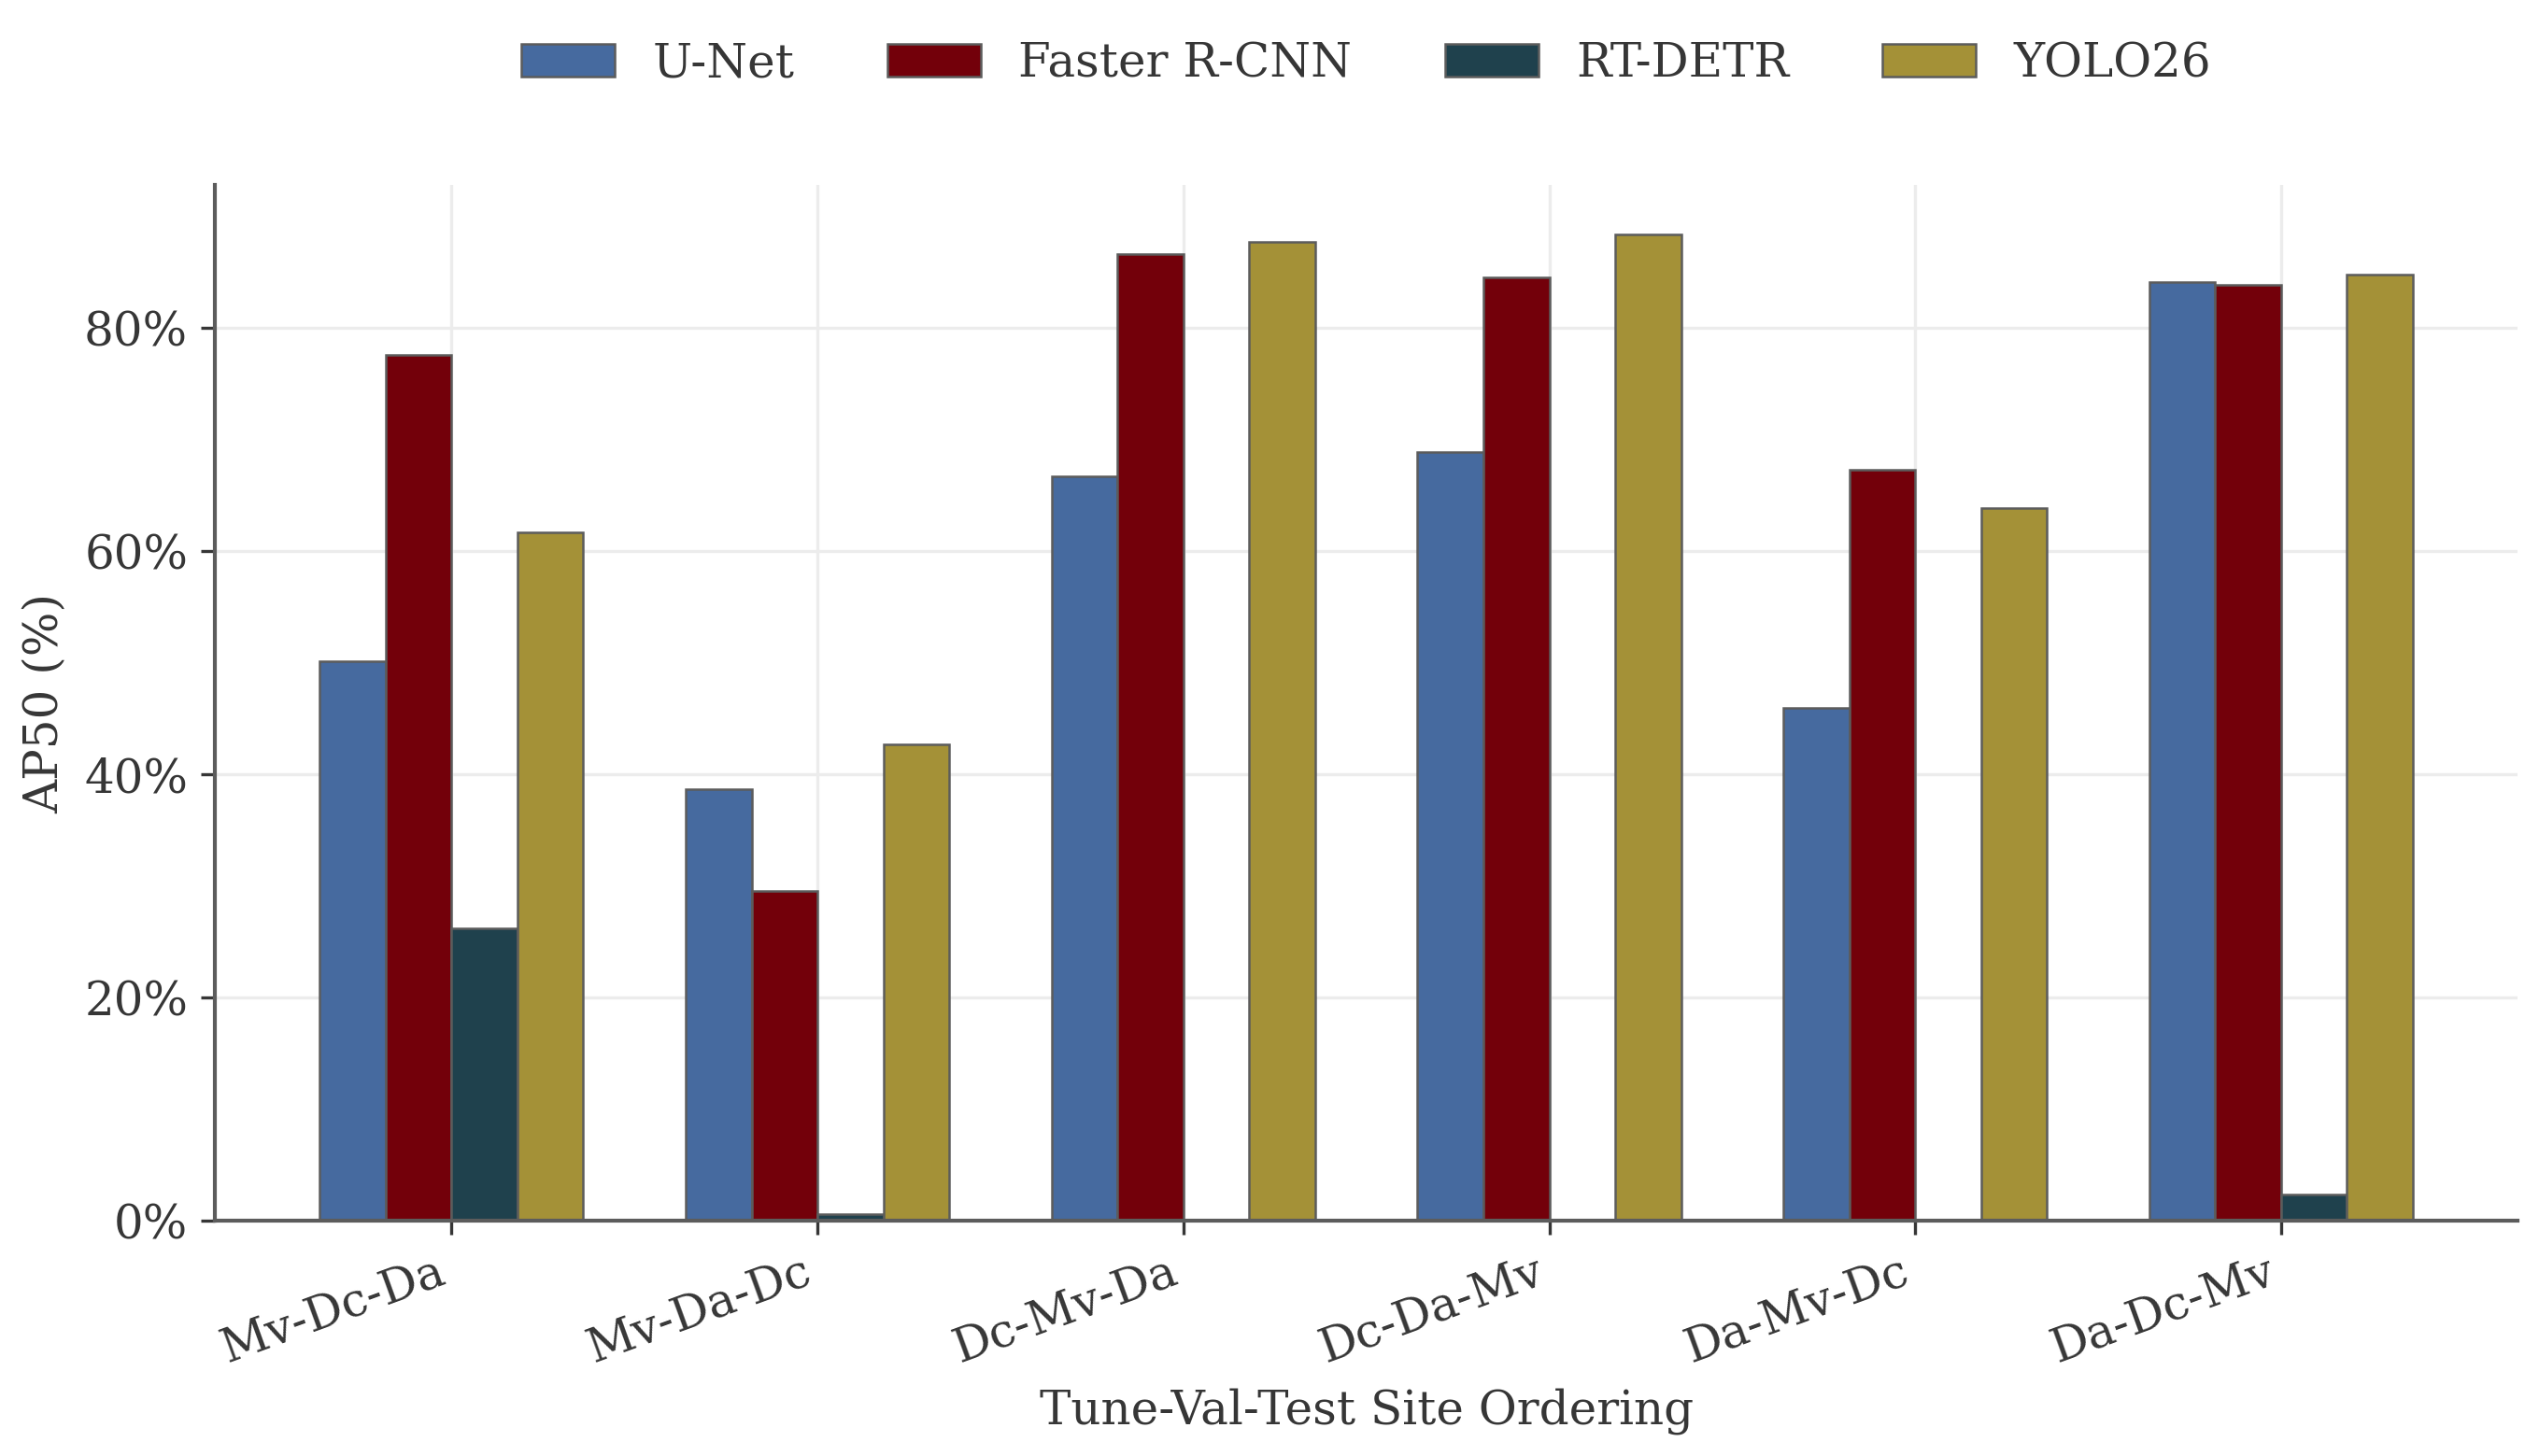 U-Net Faster R-CNN RT-DETR YOLO26
AP50 (%)
80%
60%
40%
20%
0%
Mv-Dc-Da Mv-Da-Dc Dc-Mv-Da Dc-Da-Mv Da-Mv-Dc Da-Dc-Mv
Tune-Val-Test Site Ordering